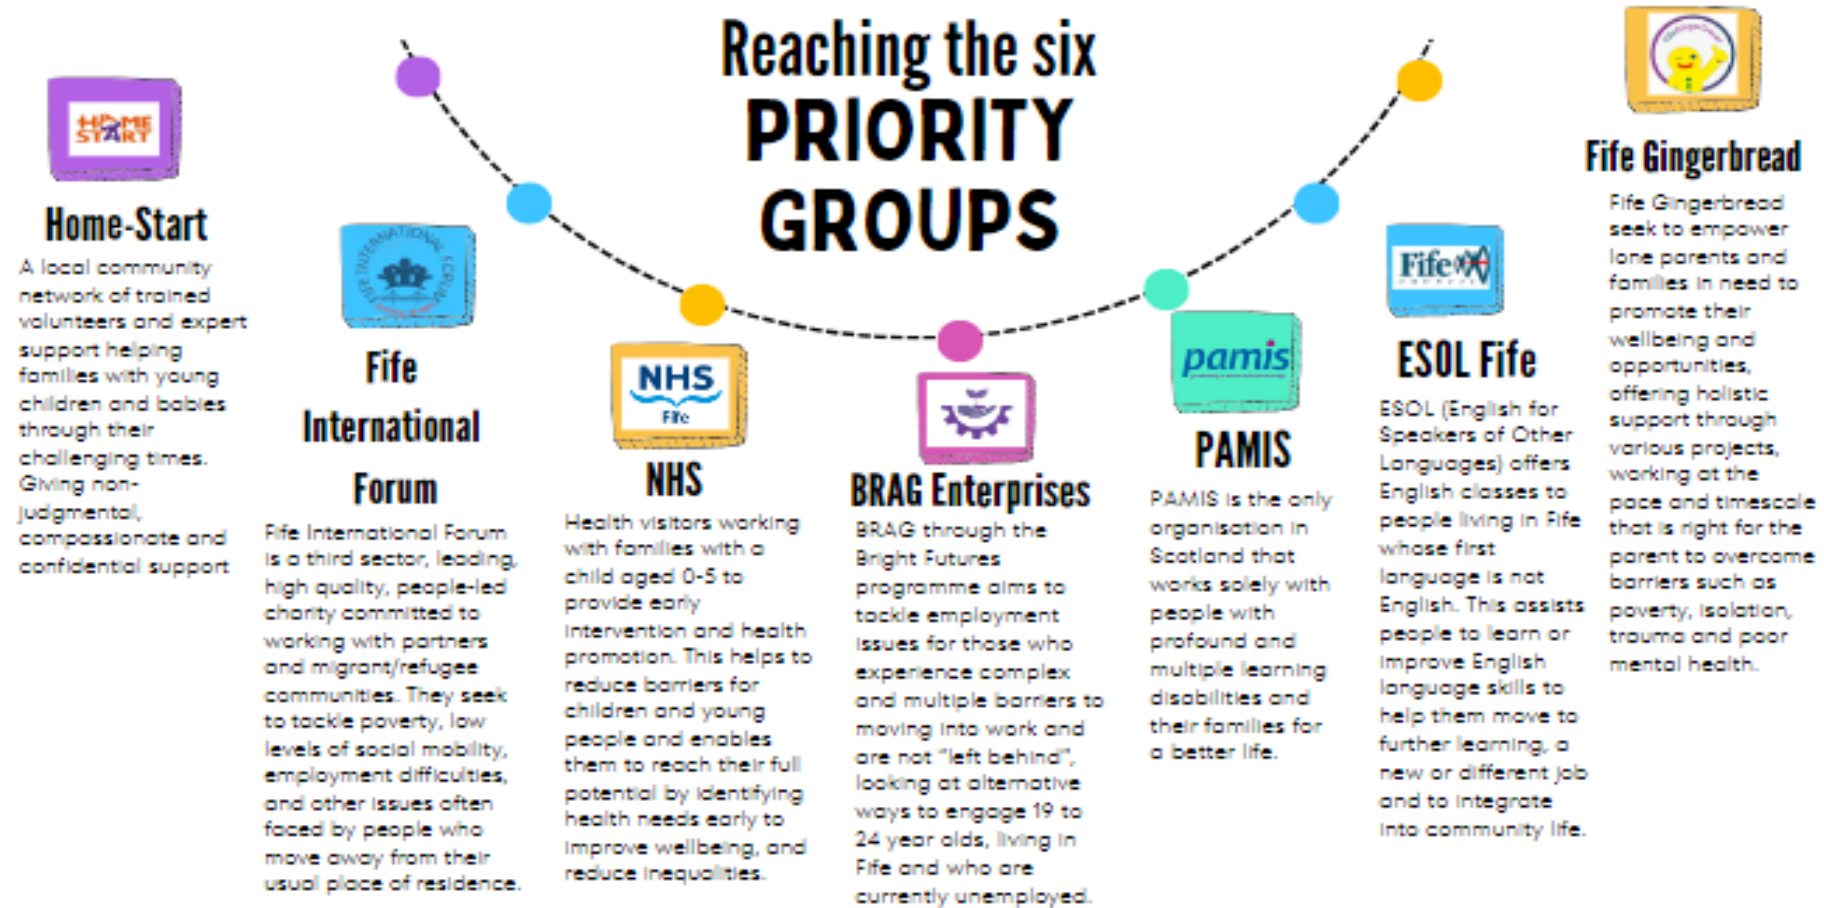 Reaching the six
PRIORITY
GROUPS
HOME
START
Home-Start
A local community
network of trained
volunteers and expert
support helping
families with young
children and babies
through their
challenging times.
Giving non-
judgmental,
compassionate and
confidential support
FIFE INTERNATIONAL FORUM
Fife
International
Forum
Fife International Forum
is a third sector, leading,
high quality, people-led
charity committed to
working with partners
and migrant/refugee
communities. They seek
to tackle poverty, low
levels of social mobility,
employment difficulties,
and other issues often
faced by people who
move away from their
usual place of residence.
NHS
Fife
NHS
Health visitors working
with families with a
child aged 0-5 to
provide early
intervention and health
promotion. This helps to
reduce barriers for
children and young
people and enables
them to reach their full
potential by identifying
health needs early to
improve wellbeing, and
reduce inequalities.
BRAG Enterprises
BRAG through the
Bright Futures
programme aims to
tackle employment
issues for those who
experience complex
and multiple barriers to
moving into work and
are not "left behind",
looking at alternative
ways to engage 19 to
24 year olds, living in
Fife and who are
currently unemployed.
pamis
PAMIS
PAMIS is the only
organisation in
Scotland that
works solely with
people with
profound and
multiple learning
disabilities and
their families for
a better life.
Fife
ESOL Fife
ESOL (English for
Speakers of Other
Languages) offers
English classes to
people living in Fife
whose first
language is not
English. This assists
people to learn or
improve English
language skills to
help them move to
further learning, a
new or different job
and to integrate
into community life.
Fife Gingerbread
Fife Gingerbread
seek to empower
lone parents and
families in need to
promote their
wellbeing and
opportunities,
offering holistic
support through
various projects,
working at the
pace and timescale
that is right for the
parent to overcome
barriers such as
poverty, isolation,
trauma and poor
mental health.